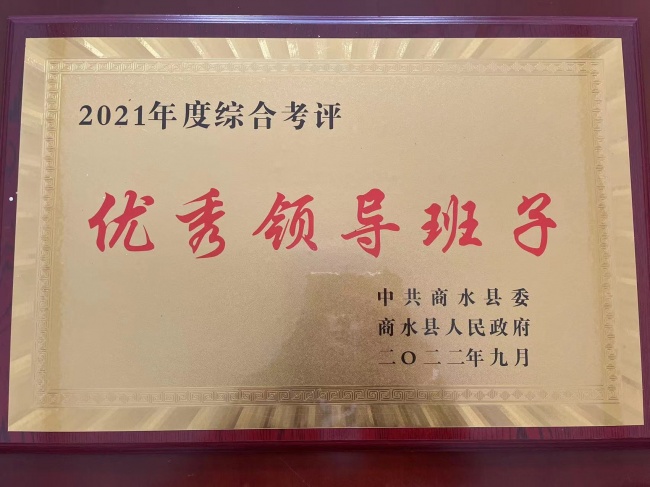 2021年度综合考评
优秀领导班子
中共商水县委
商水县人民政府
二〇二二年九月